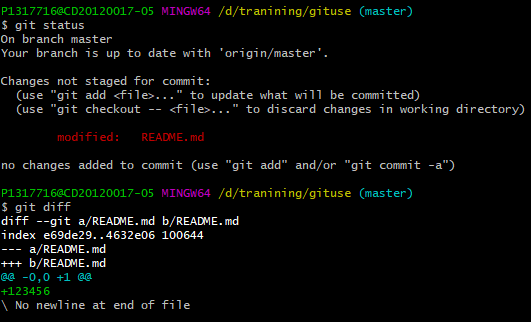 P1317716@CD20120017-05 MINGW64 /d/tranining/gituse (master)
$ git status
On branch master
Your branch is up to date with 'origin/master'.
Changes not staged for commit:
  (use "git add <file>..." to update what will be committed)
  (use "git checkout -- <file>..." to discard changes in working directory)
        modified:   README.md
no changes added to commit (use "git add" and/or "git commit -a")
P1317716@CD20120017-05 MINGW64 /d/tranining/gituse (master)
$ git diff
diff --git a/README.md b/README.md
index e69de29..4632e06 100644
--- a/README.md
+++ b/README.md
@@ -0,0 +1 @@
+123456
\ No newline at end of file